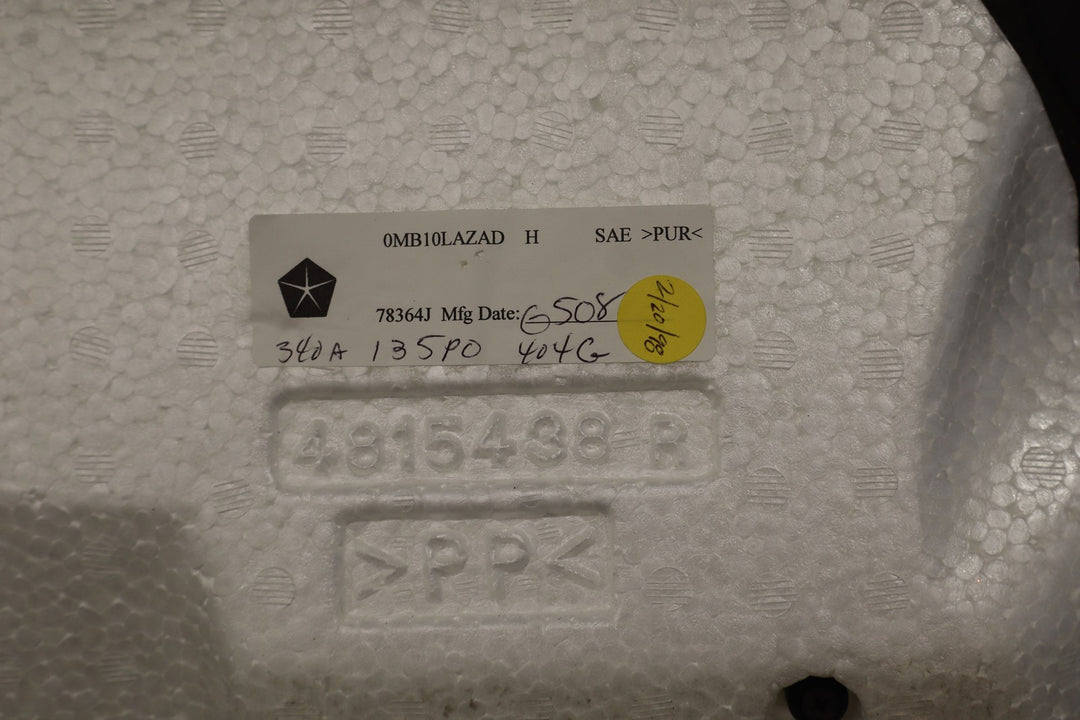 0MB10LAZAD H SAE >PUR<
78364J Mfg Date: G508
2/20/98
340A 135PO 404G
4815438 R
>PP<